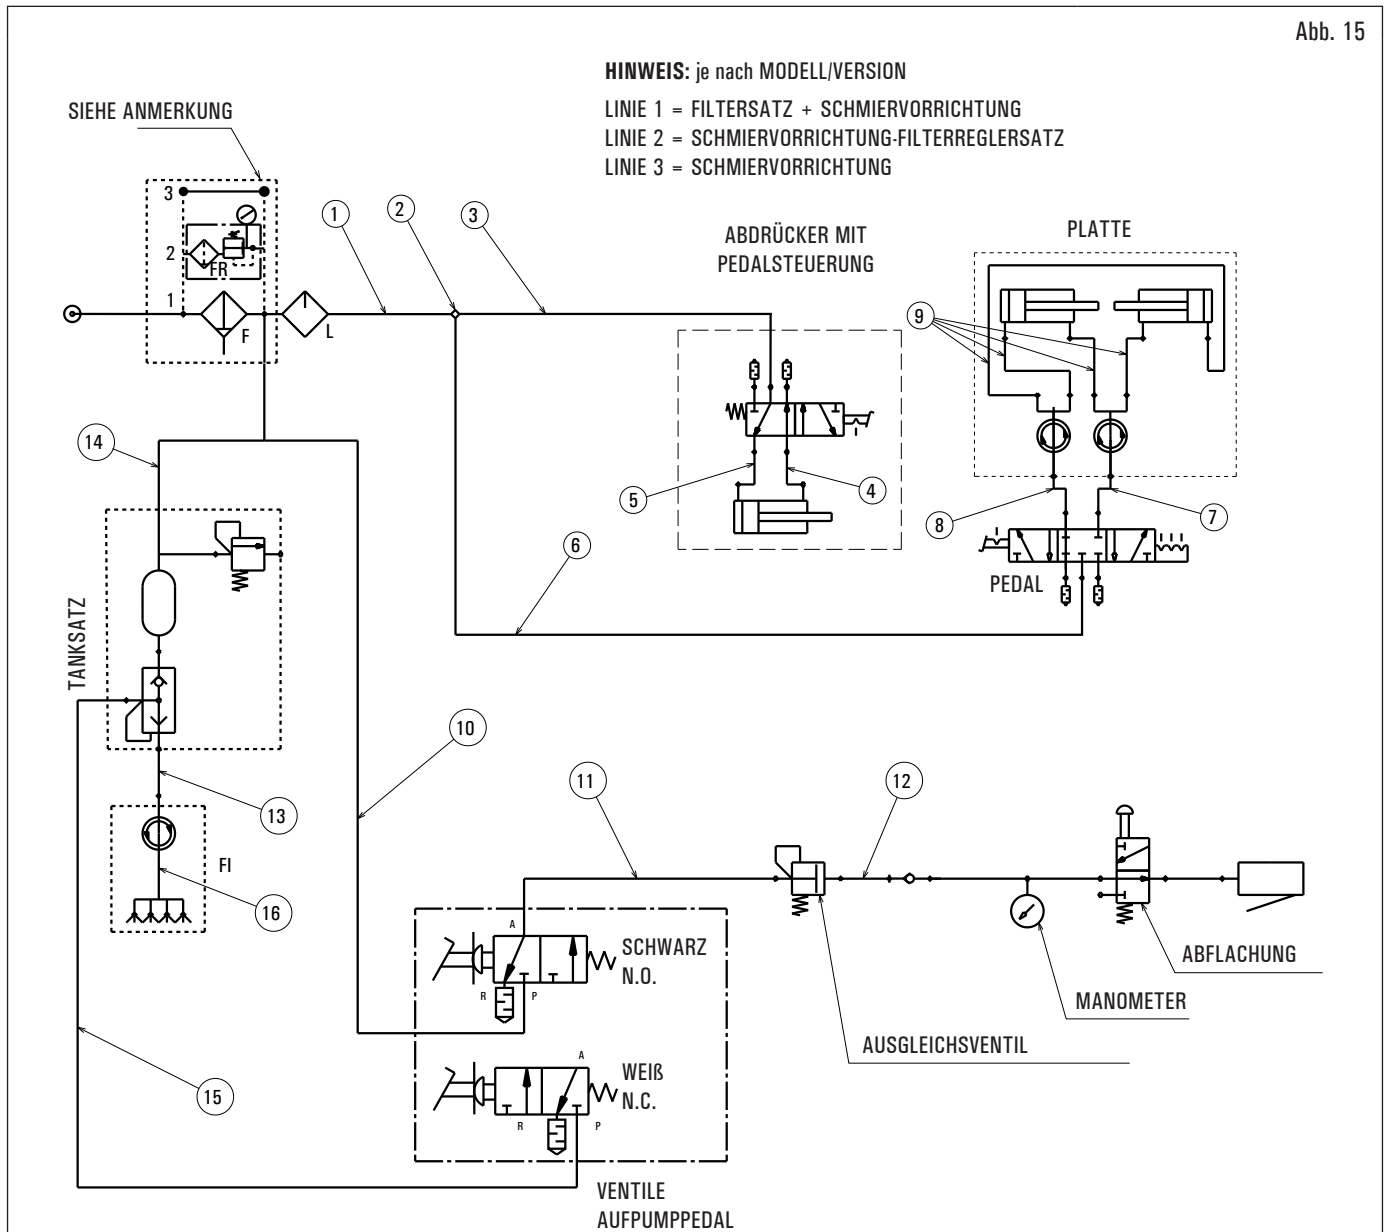 Abb. 15
HINWEIS: je nach MODELL/VERSION
LINIE 1 = FILTERSATZ + SCHMIERVORRICHTUNG
LINIE 2 = SCHMIERVORRICHTUNG-FILTERREGLERSATZ
LINIE 3 = SCHMIERVORRICHTUNG
SIEHE ANMERKUNG
3
2
FR
1
F
L
1
2
3
ABDRÜCKER MIT
PEDALSTEUERUNG
PLATTE
9
14
5
4
8
7
6
PEDAL
TANKSATZ
10
13
FI
16
11
12
15
A
SCHWARZ
N.O.
R
P
A
WEIß
N.C.
R
P
ABFLACHUNG
MANOMETER
AUSGLEICHSVENTIL
VENTILE
AUFPUMPPEDAL